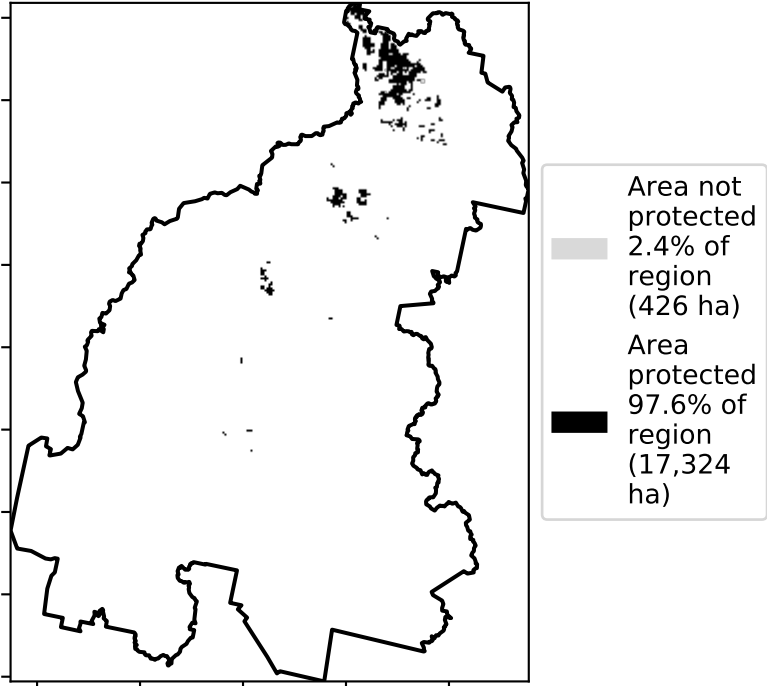 Area not
protected
2.4% of
region
(426 ha)
Area
protected
97.6% of
region
(17,324
ha)